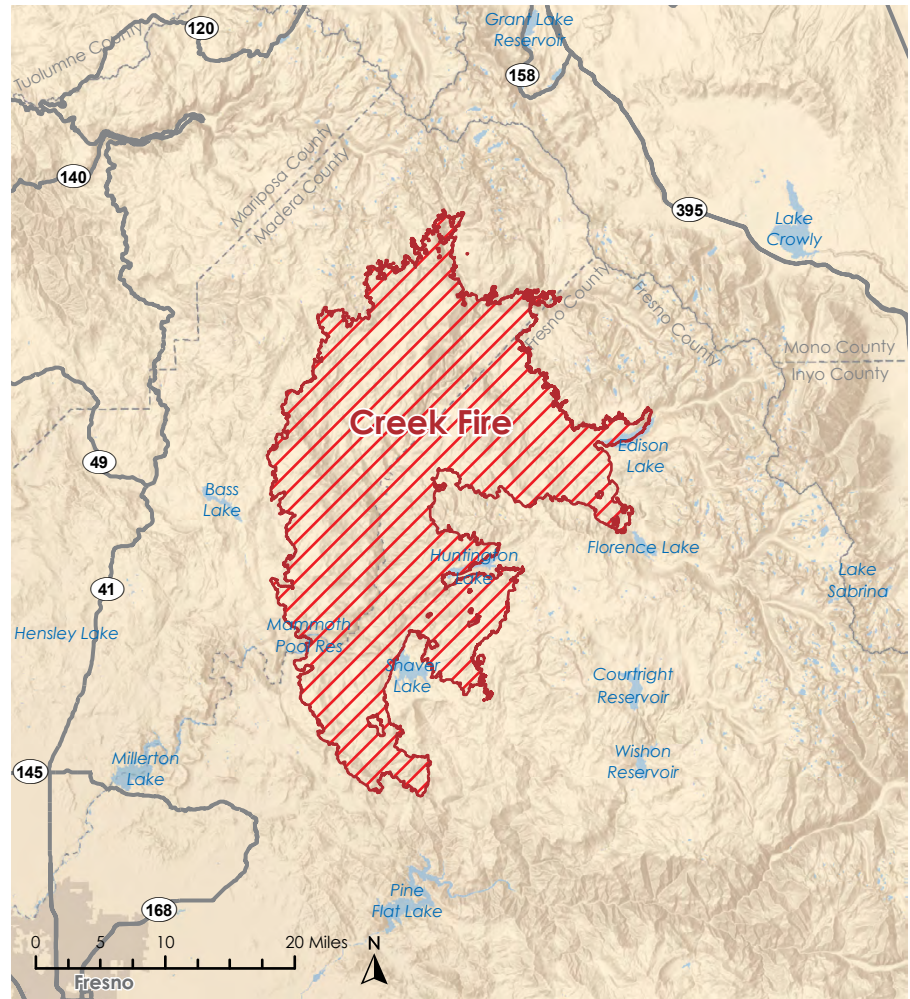 120
Grant Lake
Reservoir
Tuolumne County
158
140
Mariposa County
Madera County
395
Lake
Crowly
Fresno County
Fresno County
Mono County
Inyo County
Creek Fire
Edison
Lake
49
Bass
Lake
Florence Lake
Huntington
Lake
Lake
Sabrina
41
Hensley Lake
Mammoth
Pool Res
Shaver
Lake
Courtright
Reservoir
Millerton
Lake
Wishon
Reservoir
145
Pine
Flat Lake
168
0 5 10 20 Miles
N
Fresno